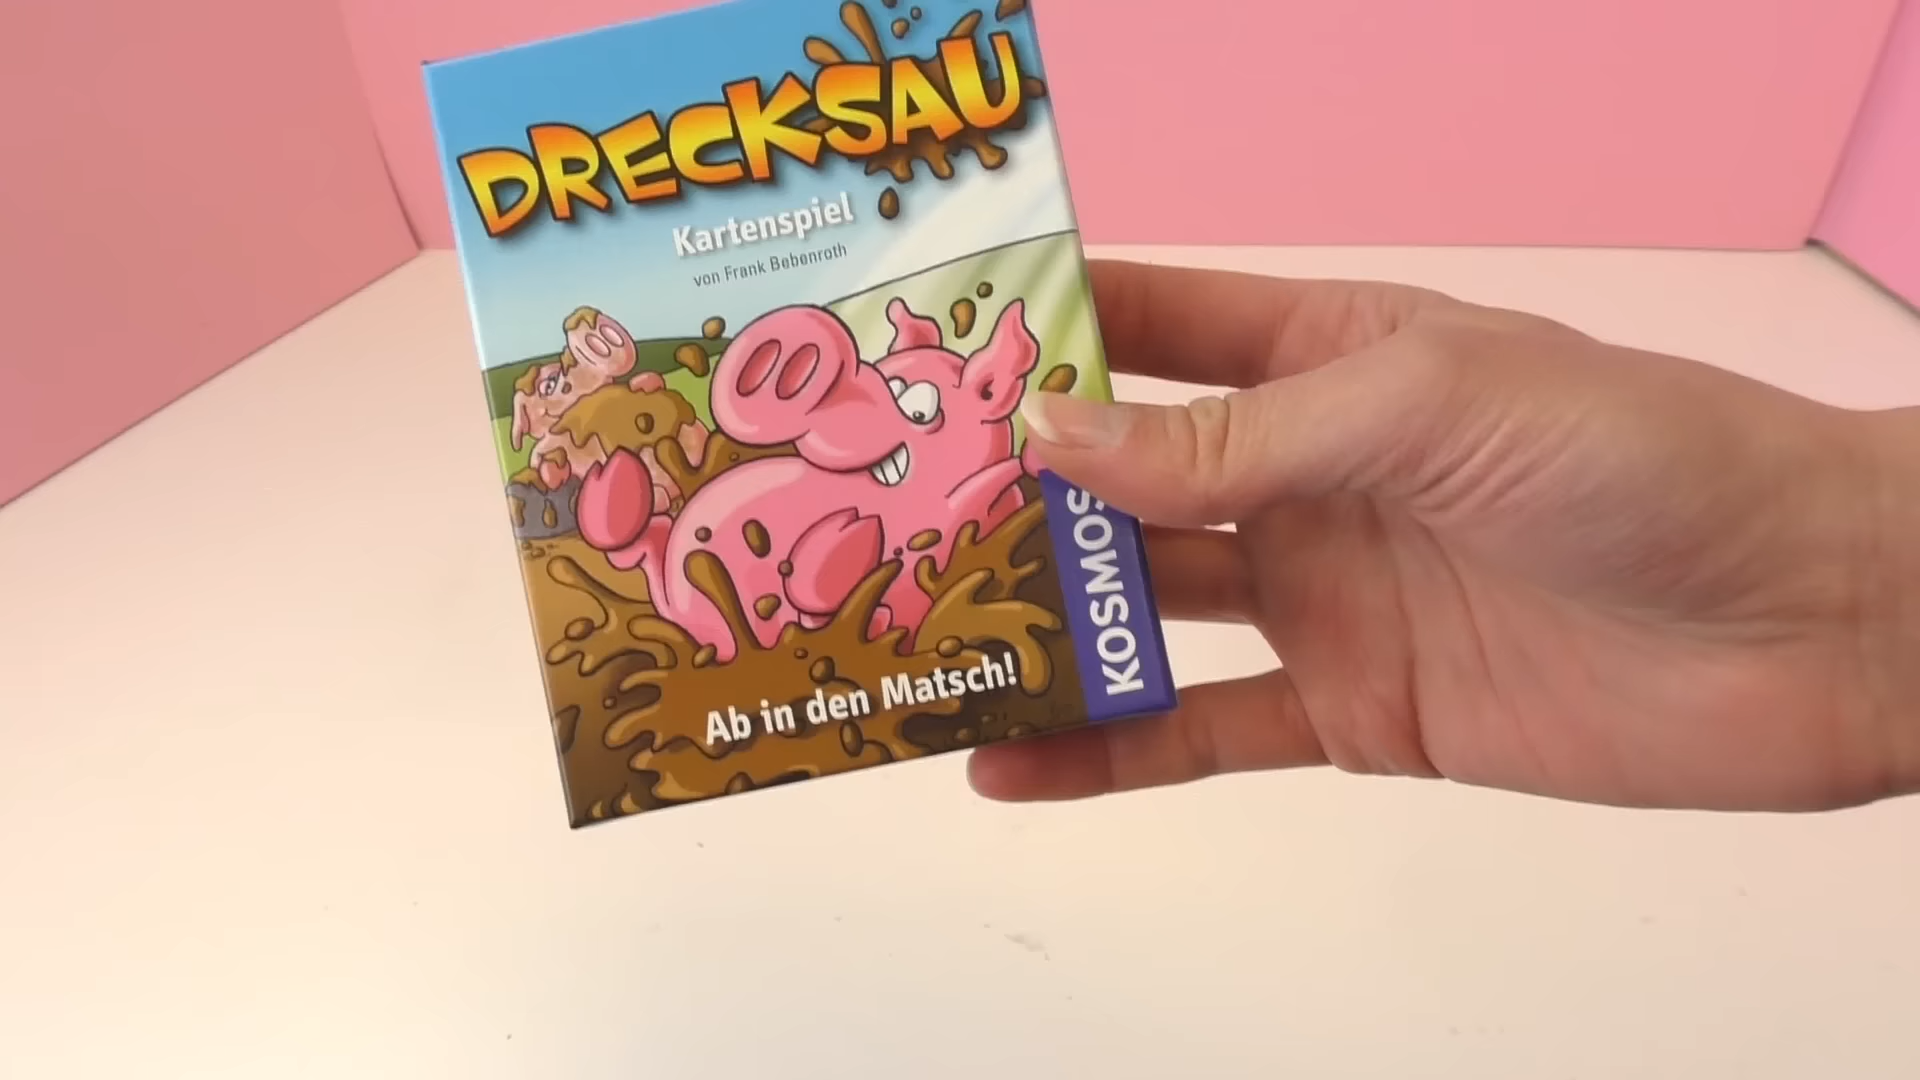 DRECKSAU
Kartenspiel
von Frank Bebenroth
Ab in den Matsch!
KOSMOS